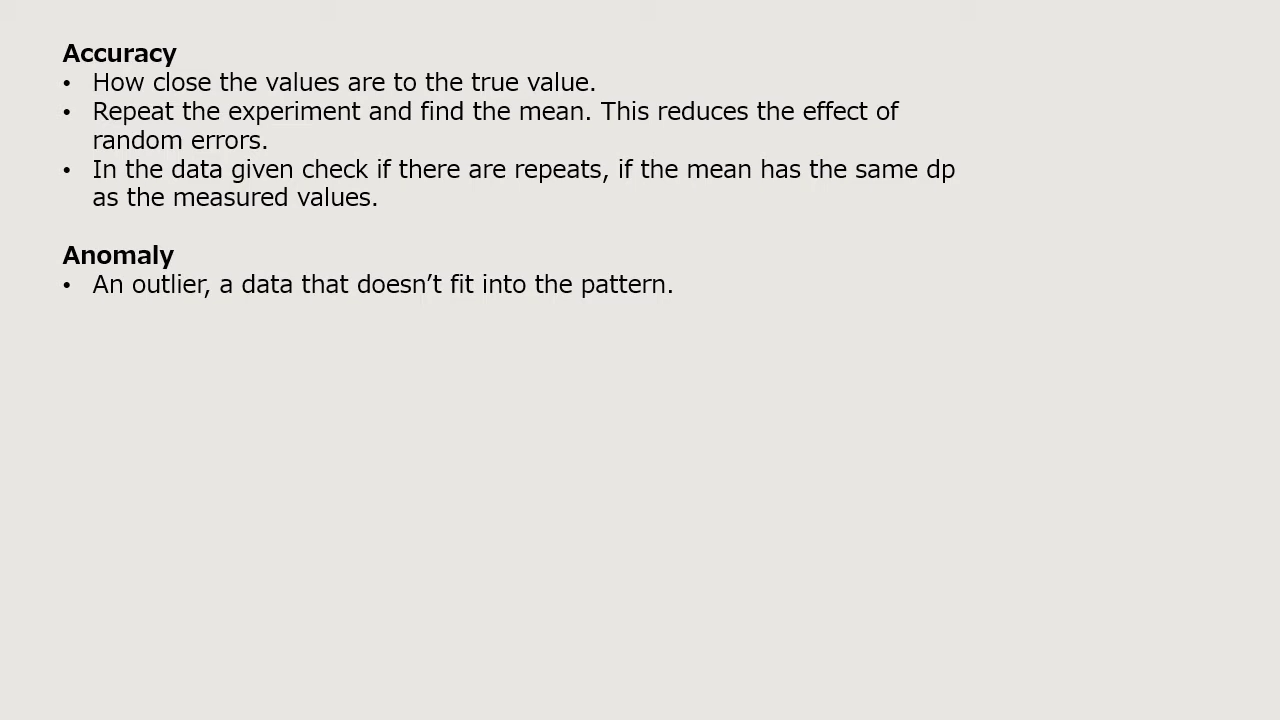 Accuracy
• How close the values are to the true value.
• Repeat the experiment and find the mean. This reduces the effect of
random errors.
• In the data given check if there are repeats, if the mean has the same dp
as the measured values.
Anomaly
• An outlier, a data that doesn’t fit into the pattern.